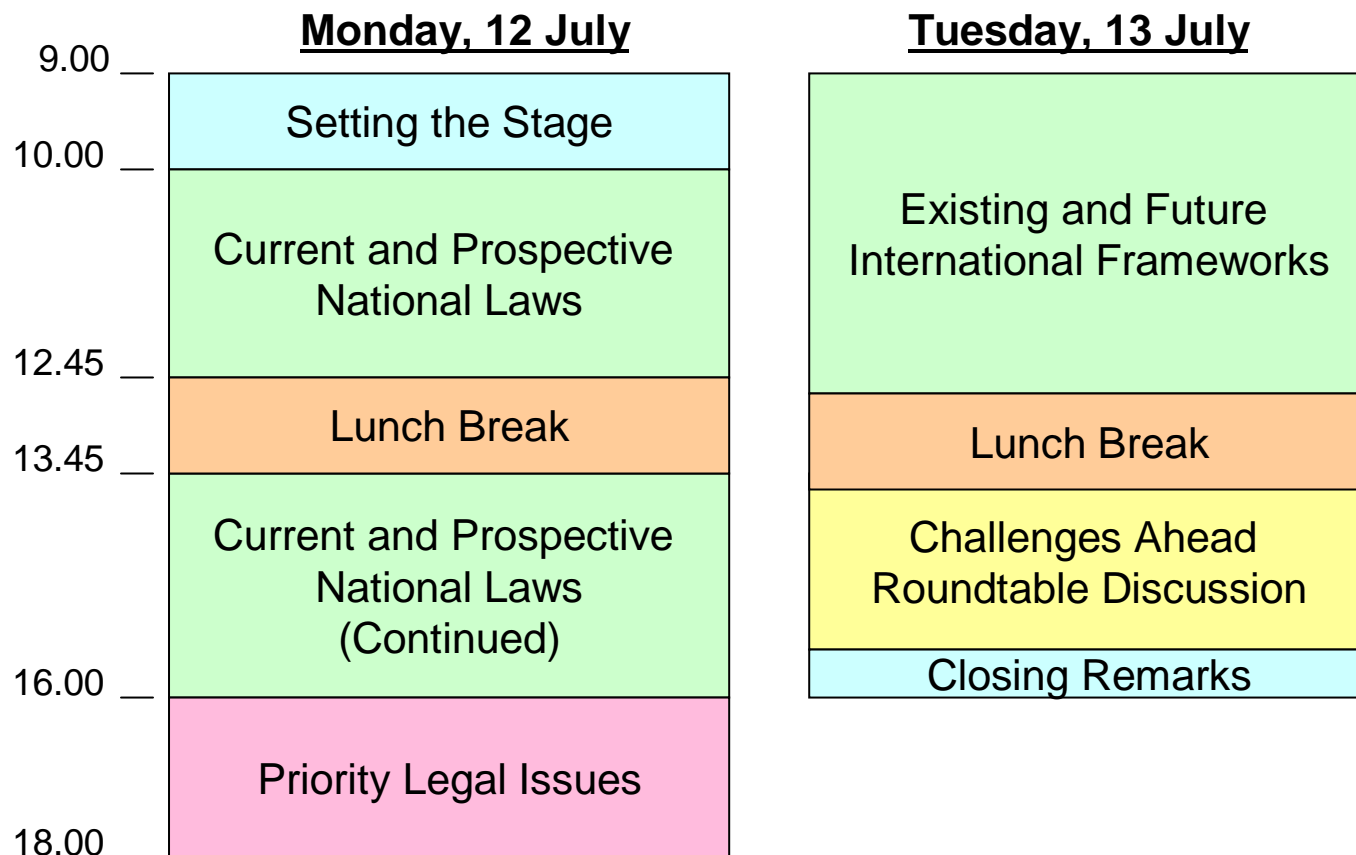 Monday, 12 July
Tuesday, 13 July
9.00
Setting the Stage
10.00
Current and Prospective
National Laws
12.45
Lunch Break
13.45
Current and Prospective
National Laws
(Continued)
16.00
Priority Legal Issues
18.00
Existing and Future
International Frameworks
Lunch Break
Challenges Ahead
Roundtable Discussion
Closing Remarks